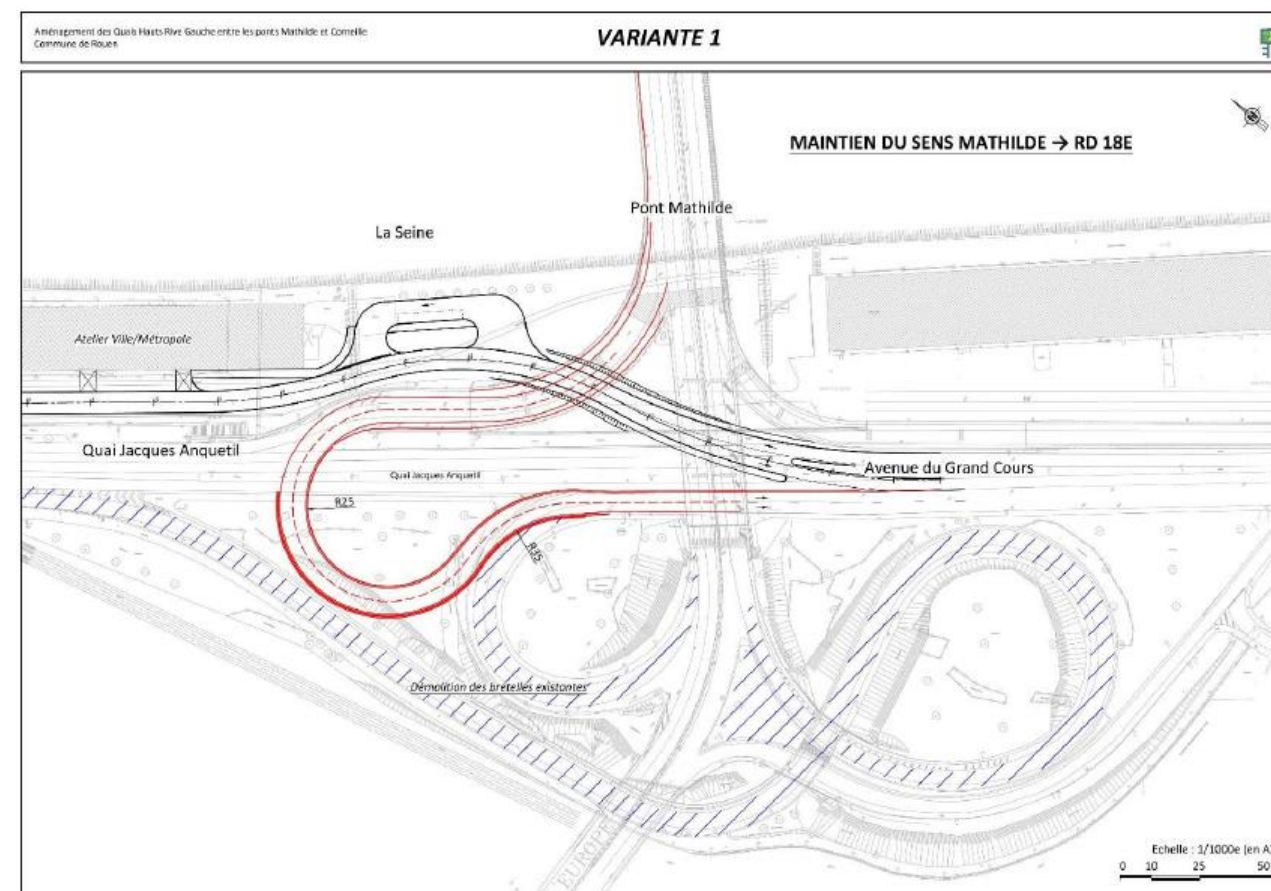 Aménagement des Quais Hauts Rive Gauche entre les ponts Mathilde et Corneille
Commune de Rouen
VARIANTE 1
MAINTIEN DU SENS MATHILDE → RD 18E
Pont Mathilde
La Seine
Atelier Ville/Métropole
Quai Jacques Anquetil
Quai Jacques Anquetil
Avenue du Grand Cours
R25
R35
Démolition des bretelles existantes
EUROPE
Echelle : 1/1000e (en A
0 10 25 50